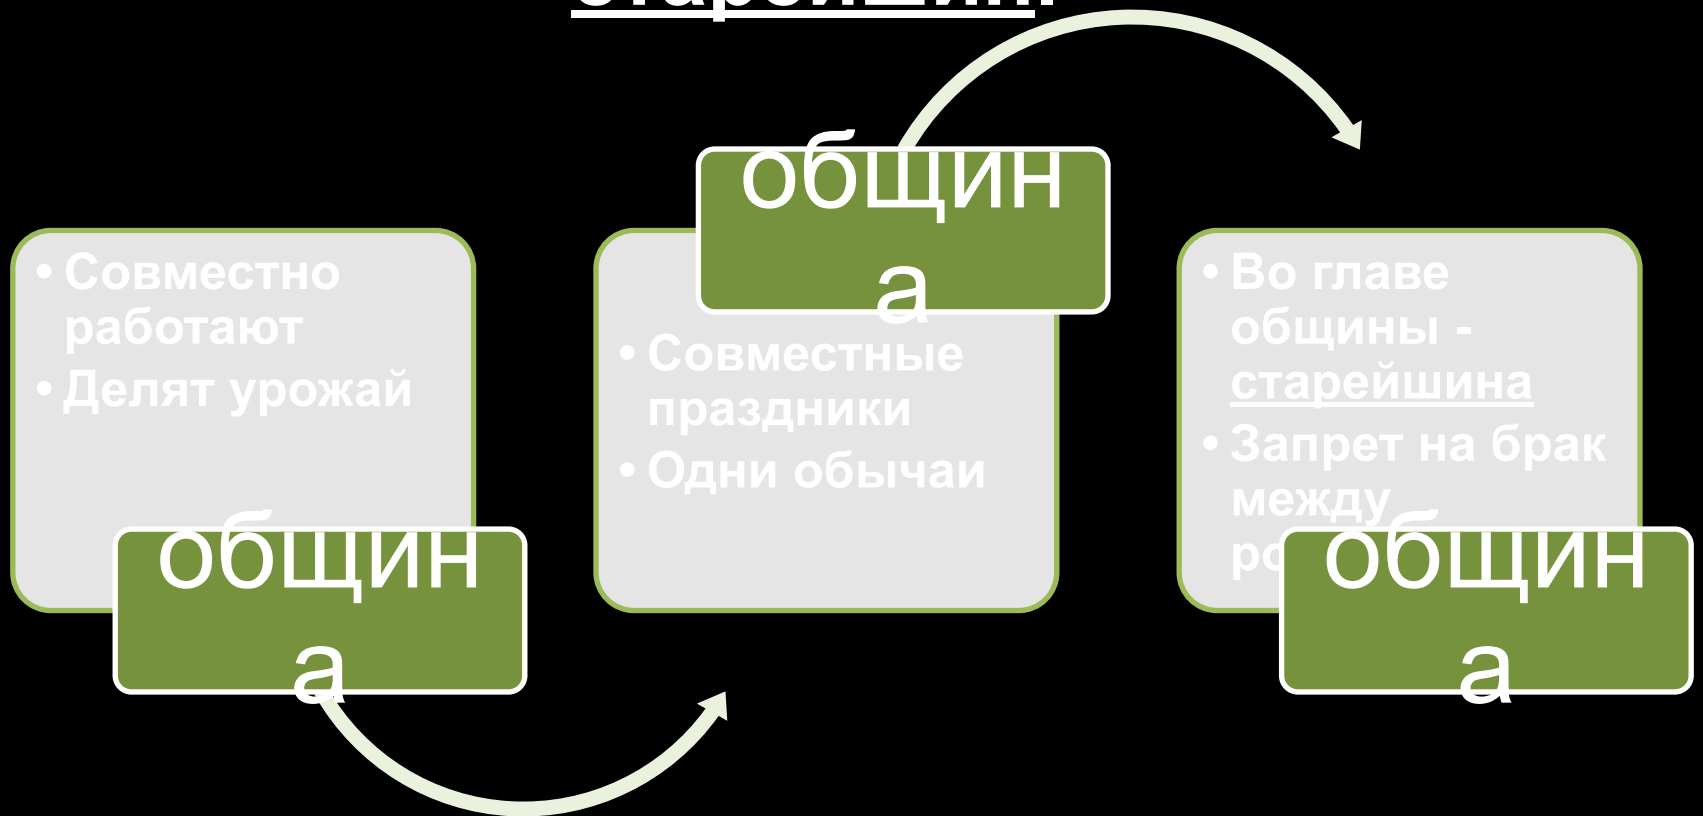 • Совместно
работают
• Делят урожай
общин
а
общин
а
• Совместные
праздники
• Одни обычаи
• Во главе
общины -
старейшина
• Запрет на брак
между
общин
а